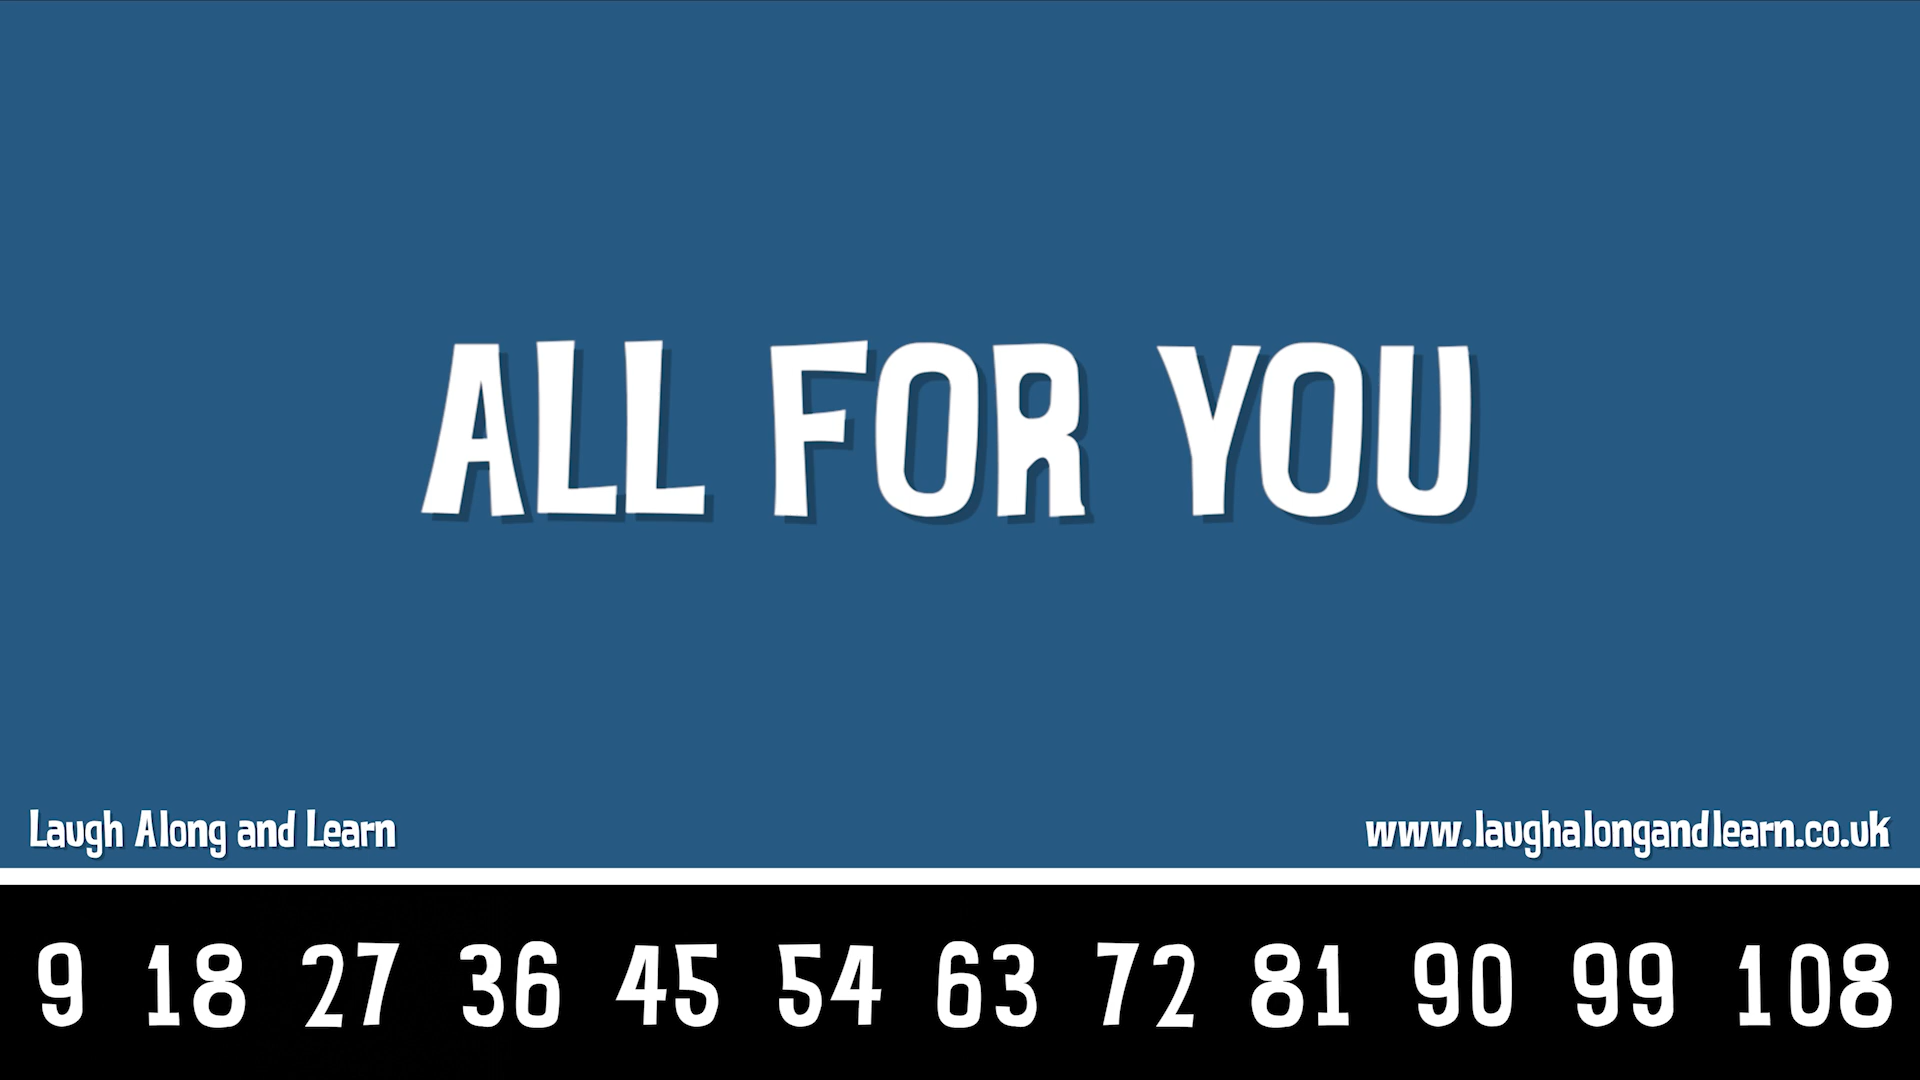 ALL FOR YOU
Laugh Along and Learn
www.laughalongandlearn.co.uk
9 18 27 36 45 54 63 72 81 90 99 108